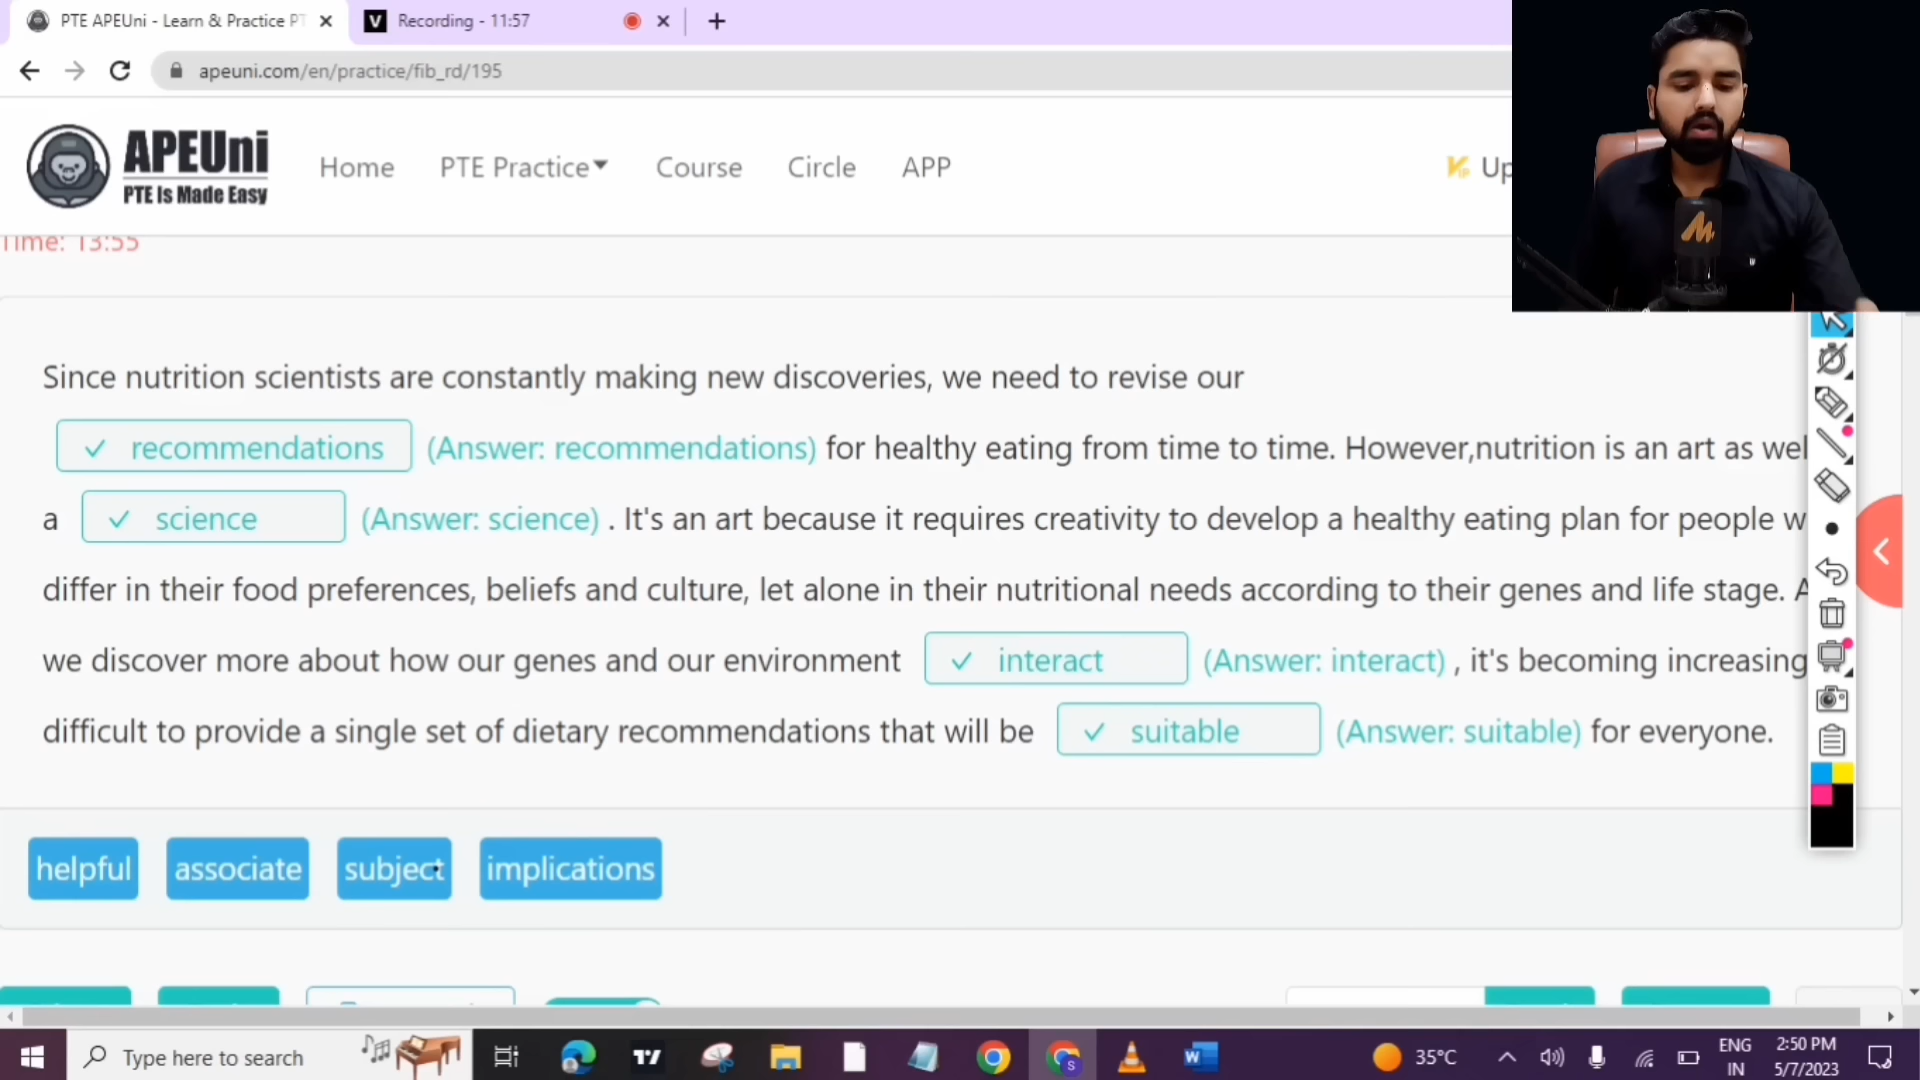 PTE APEUni - Learn & Practice PT
Recording - 11:57
apeuni.com/en/practice/fib_rd/195
APEUni
PTE Is Made Easy
Home
PTE Practice
Course
Circle
APP
Up
Time: 13:55
Since nutrition scientists are constantly making new discoveries, we need to revise our
✓ recommendations (Answer: recommendations) for healthy eating from time to time. However,nutrition is an art as wel
a ✓ science (Answer: science) . It's an art because it requires creativity to develop a healthy eating plan for people w
differ in their food preferences, beliefs and culture, let alone in their nutritional needs according to their genes and life stage. A
we discover more about how our genes and our environment ✓ interact (Answer: interact) , it's becoming increasing
difficult to provide a single set of dietary recommendations that will be ✓ suitable (Answer: suitable) for everyone.
helpful
associate
subject
implications
Type here to search
35°C
ENG
IN
2:50 PM
5/7/2023